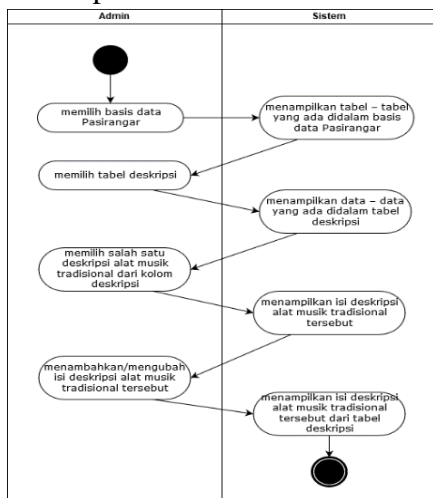 Admin
Sistem
memilih basis data
Pasirangar
menampilkan tabel – tabel
yang ada didalam basis
data Pasirangar
memilih tabel deskripsi
menampilkan data – data
yang ada didalam tabel
deskripsi
memilih salah satu
deskripsi alat musik
tradisional dari kolom
deskripsi
menampilkan isi deskripsi
alat musik tradisional
tersebut
menambahkan/mengubah
isi deskripsi alat musik
tradisional tersebut
menampilkan isi deskripsi
alat musik tradisional
tersebut dari tabel
deskripsi